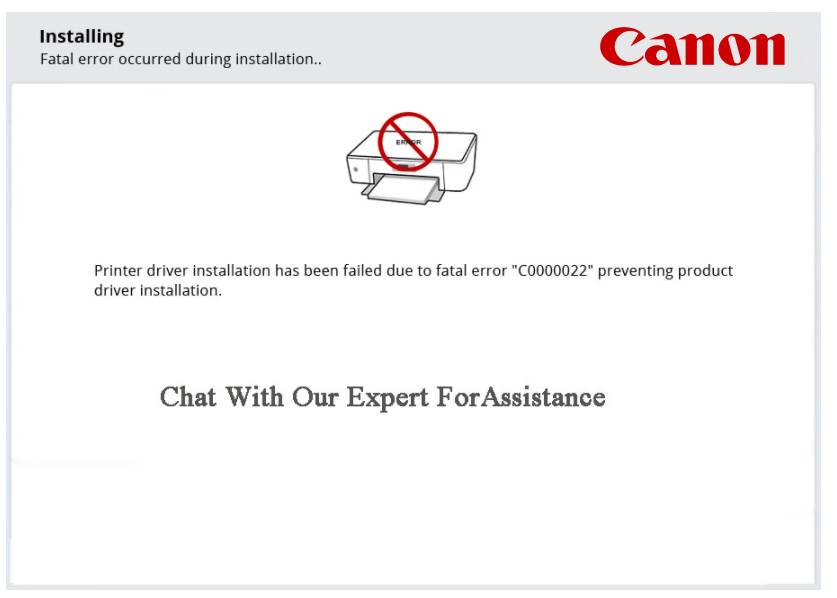 Installing
Canon
Fatal error occurred during installation..
ERROR
Printer driver installation has been failed due to fatal error "C0000022" preventing product
driver installation.
Chat With Our Expert ForAssistance